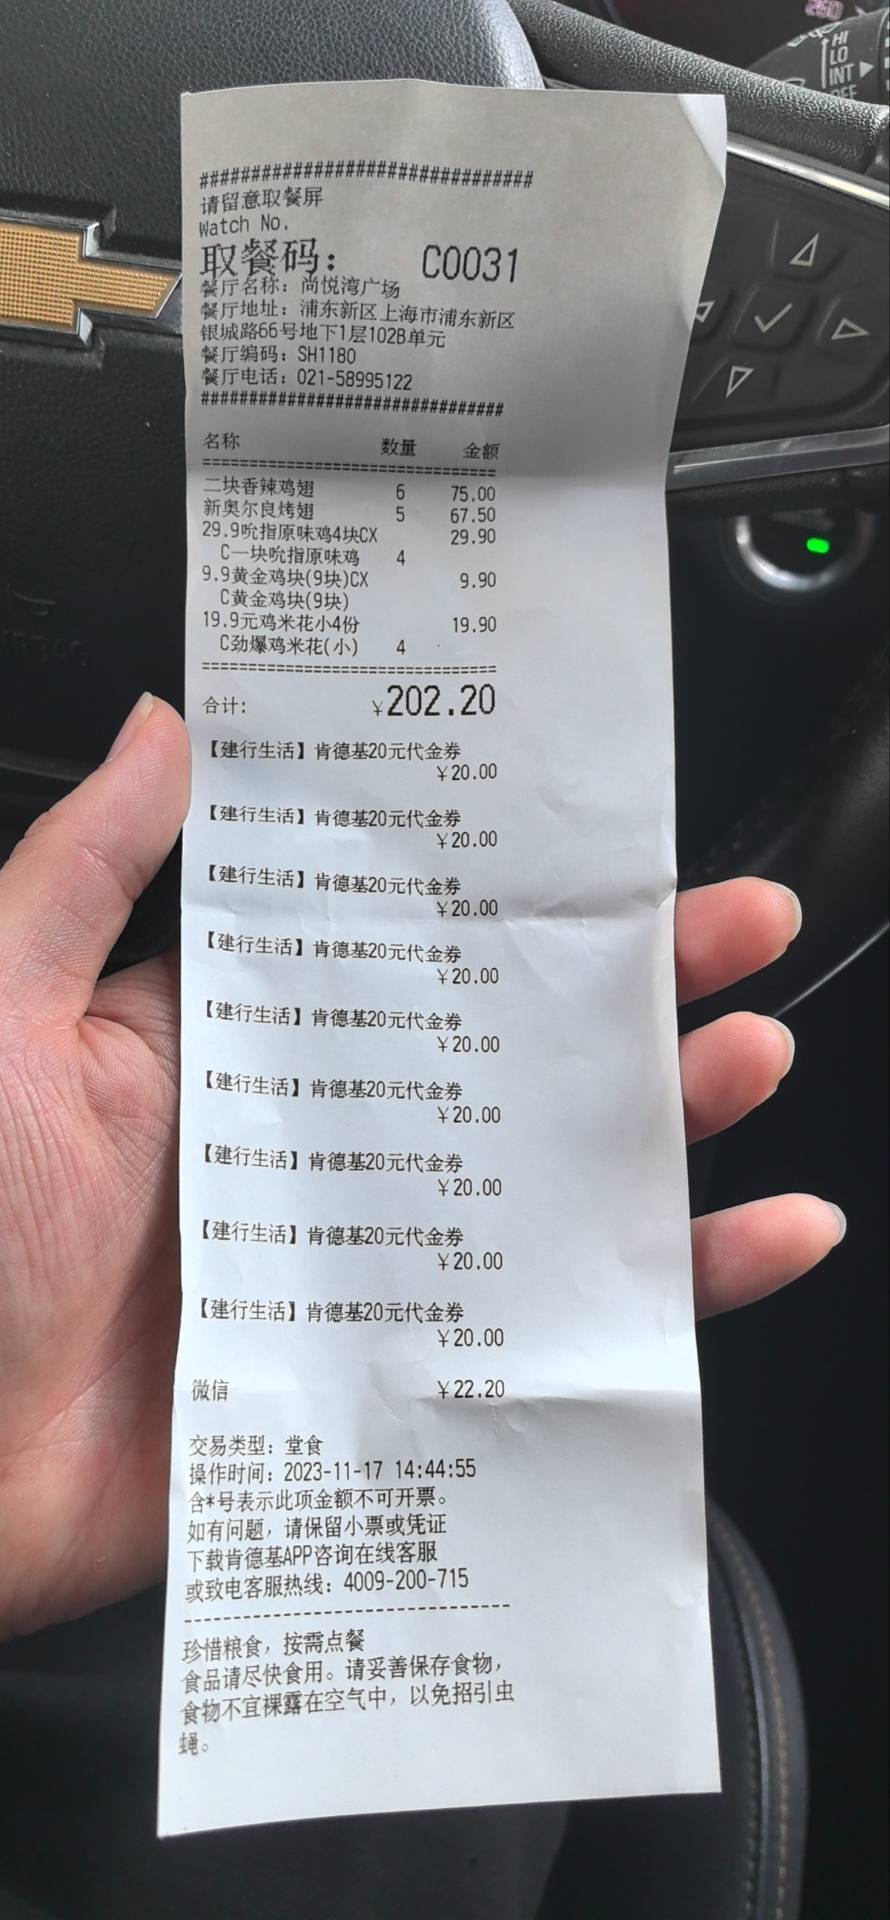 260
HI
LO
INT
OFF
##############################
请留意取餐屏
Watch No.
取餐码： C0031
餐厅名称：尚悦湾广场
餐厅地址：浦东新区上海市浦东新区
银城路66号地下1层102B单元
餐厅编码：SH1180
餐厅电话：021-58995122
##############################
名称 数量 金额
==============================
二块香辣鸡翅 6 75.00
新奥尔良烤翅 5 67.50
29.9吮指原味鸡4块CX 29.90
C一块吮指原味鸡 4
9.9黄金鸡块(9块)CX 9.90
C黄金鸡块(9块)
19.9元鸡米花小4份 19.90
C劲爆鸡米花(小) 4
==============================
合计: ¥202.20
【建行生活】肯德基20元代金券
¥20.00
【建行生活】肯德基20元代金券
¥20.00
【建行生活】肯德基20元代金券
¥20.00
【建行生活】肯德基20元代金券
¥20.00
【建行生活】肯德基20元代金券
¥20.00
【建行生活】肯德基20元代金券
¥20.00
【建行生活】肯德基20元代金券
¥20.00
【建行生活】肯德基20元代金券
¥20.00
【建行生活】肯德基20元代金券
¥20.00
微信 ¥22.20
交易类型：堂食
操作时间：2023-11-17 14:44:55
含*号表示此项金额不可开票。
如有问题，请保留小票或凭证
下载肯德基APP咨询在线客服
或致电客服热线：4009-200-715
------------------------------
珍惜粮食，按需点餐
食品请尽快食用。请妥善保存食物，
食物不宜裸露在空气中，以免招引虫
蝇。